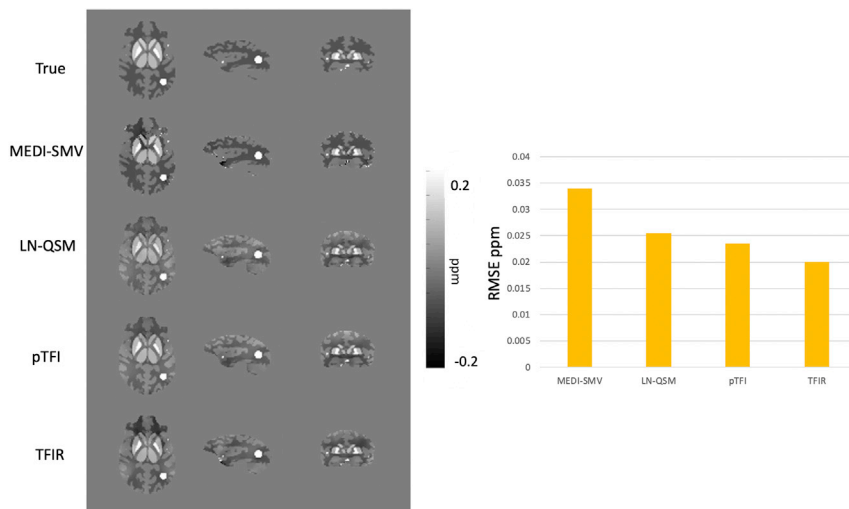 True
MEDI-SMV
LN-QSM
pTFI
TFIR
0.2
ppm
-0.2
RMSE ppm
0.04
0.035
0.03
0.025
0.02
0.015
0.01
0.005
0
MEDI-SMV LN-QSM pTFI TFIR